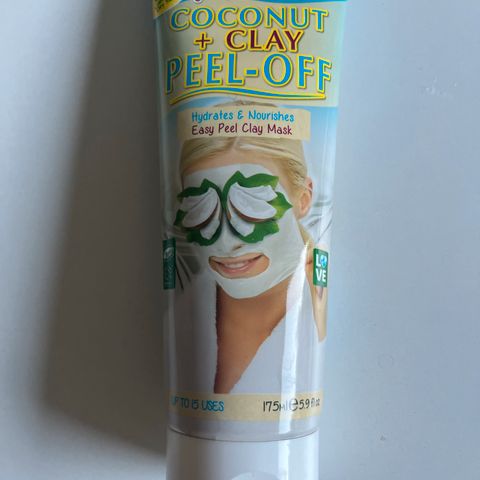 COCONUT
+ CLAY
PEEL-OFF
Hydrates & Nourishes
Easy Peel Clay Mask
LOVE
UP TO 15 USES
175ml e 5.9 fl oz